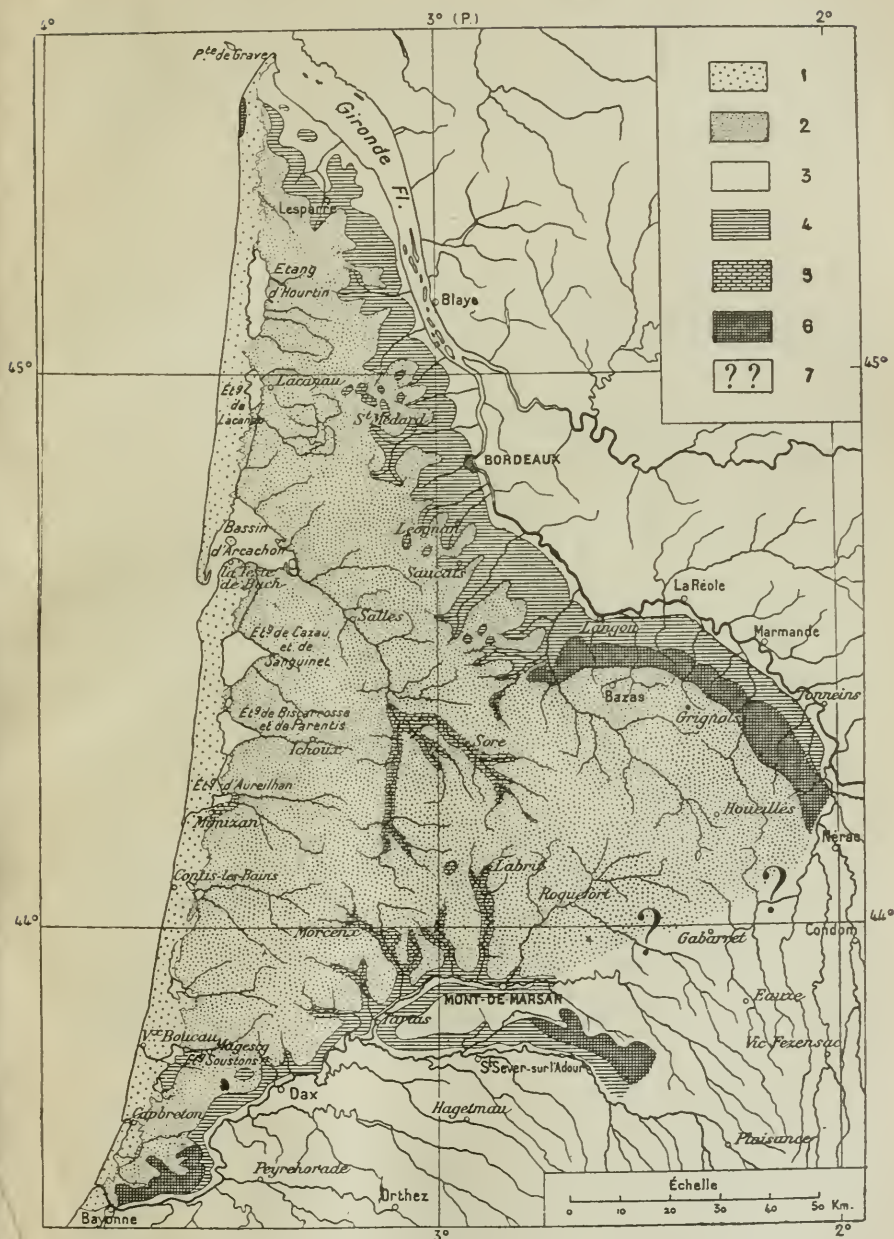 4°
3° (P.)
2°
Pte de Grave
Gironde Fl.
1
2
3
4
5
6
? ? 7
Lesparre
Etang
d'Hourtin
Blaye
45°
45°
Lacanau
Etg
de
Lacanau
St Médard
BORDEAUX
Bassin
d'Arcachon
la Teste
de Buch
Léognan
Saucats
La Réole
Salles
Langon
Marmande
Etg de Cazau
et de
Sanguinet
Bazas
Tonneins
Grignols
Etg de Biscarrosse
et de Parentis
Ichoux
Sore
Etg d'Aureilhan
Mimizan
Houeillès
Nérac
Labrit
Contis-les-Bains
Roquefort
?
?
44°
44°
Morcenx
Gabarret
Condom
MONT-DE-MARSAN
Eauze
Tartas
Vx Boucau
Magescq
Etg Soustons
Vic Fezensac
St Sever-sur l'Adour
Dax
Capbreton
Hagetmau
Plaisance
Peyrehorade
Orthez
Bayonne
Échelle
0 10 20 30 40 50 Km.
3°
2°